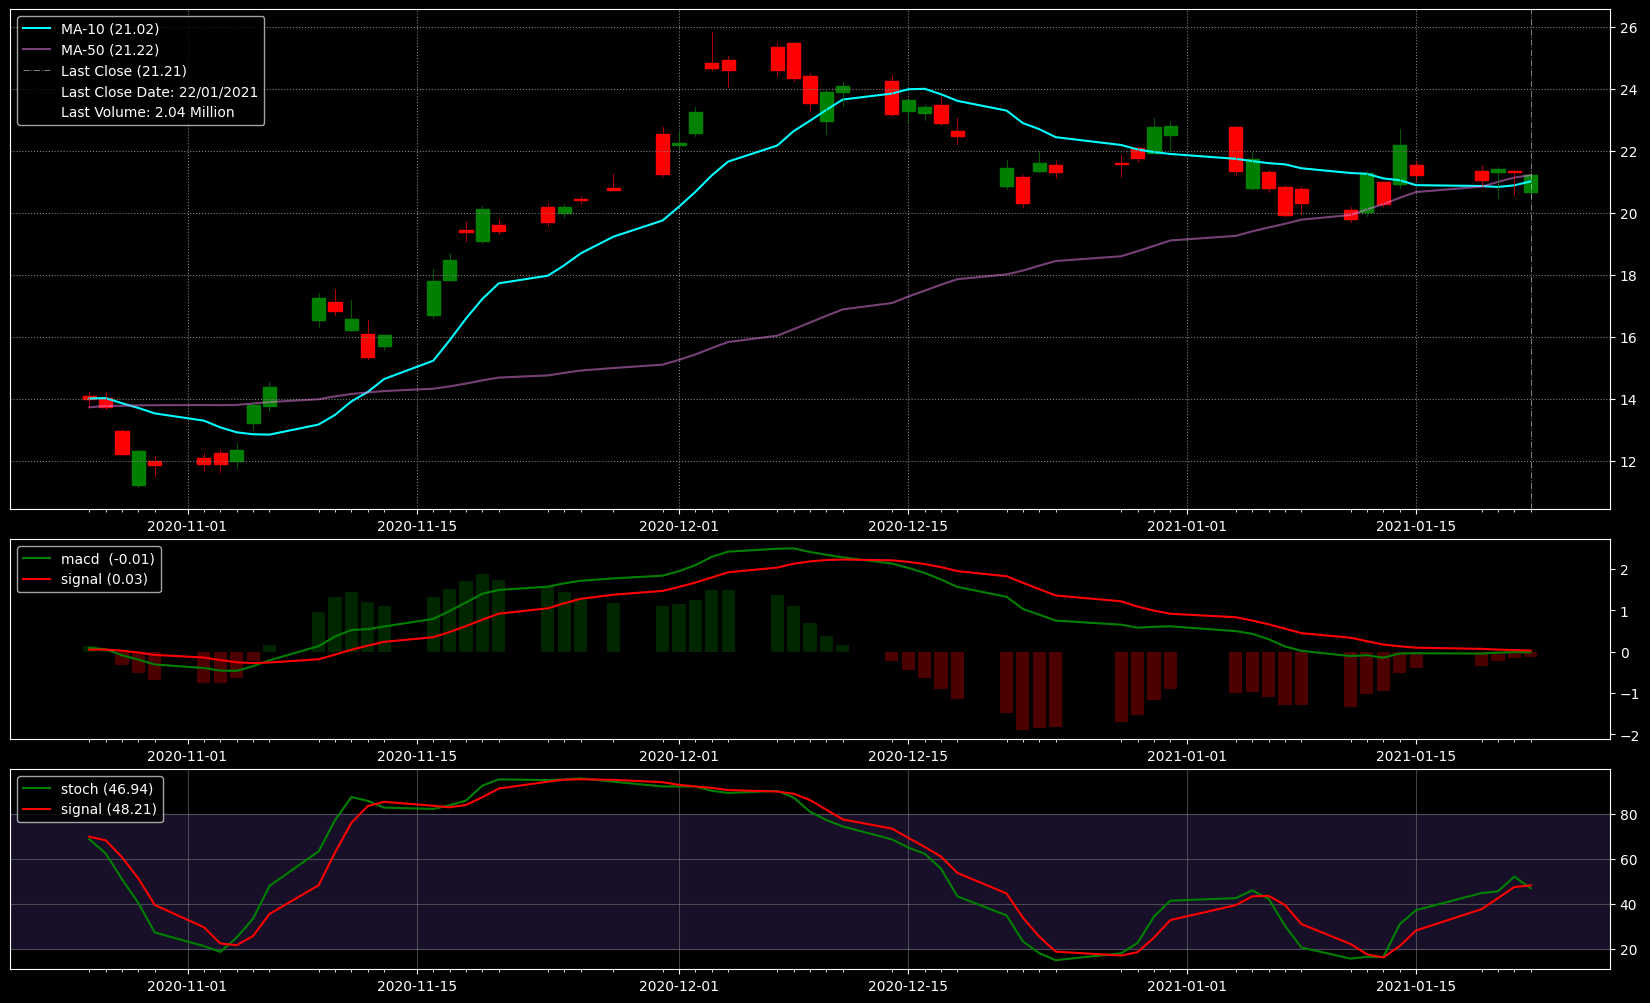 MA-10 (21.02)
MA-50 (21.22)
Last Close (21.21)
Last Close Date: 22/01/2021
Last Volume: 2.04 Million
26
24
22
20
18
16
14
12
2020-11-01 2020-11-15 2020-12-01 2020-12-15 2021-01-01 2021-01-15
macd (-0.01)
signal (0.03)
2
1
0
−1
−2
2020-11-01 2020-11-15 2020-12-01 2020-12-15 2021-01-01 2021-01-15
stoch (46.94)
signal (48.21)
80
60
40
20
2020-11-01 2020-11-15 2020-12-01 2020-12-15 2021-01-01 2021-01-15